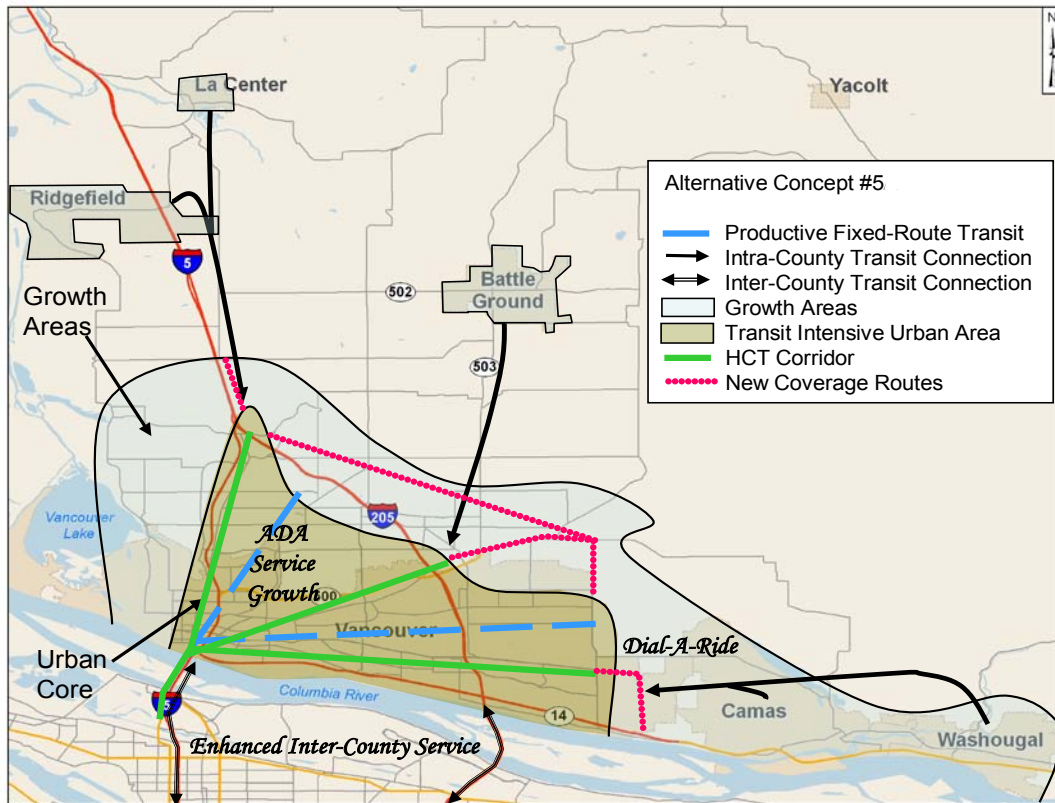 N
La Center
Yacolt
Ridgefield
5
Growth
Areas
502
Battle
Ground
503
Alternative Concept #5
Productive Fixed-Route Transit
Intra-County Transit Connection
Inter-County Transit Connection
Growth Areas
Transit Intensive Urban Area
HCT Corridor
New Coverage Routes
Vancouver
Lake
205
ADA
Service
Growth
Vancouver
Dial-A-Ride
Urban
Core
Columbia River
14
Camas
Washougal
Enhanced Inter-County Service